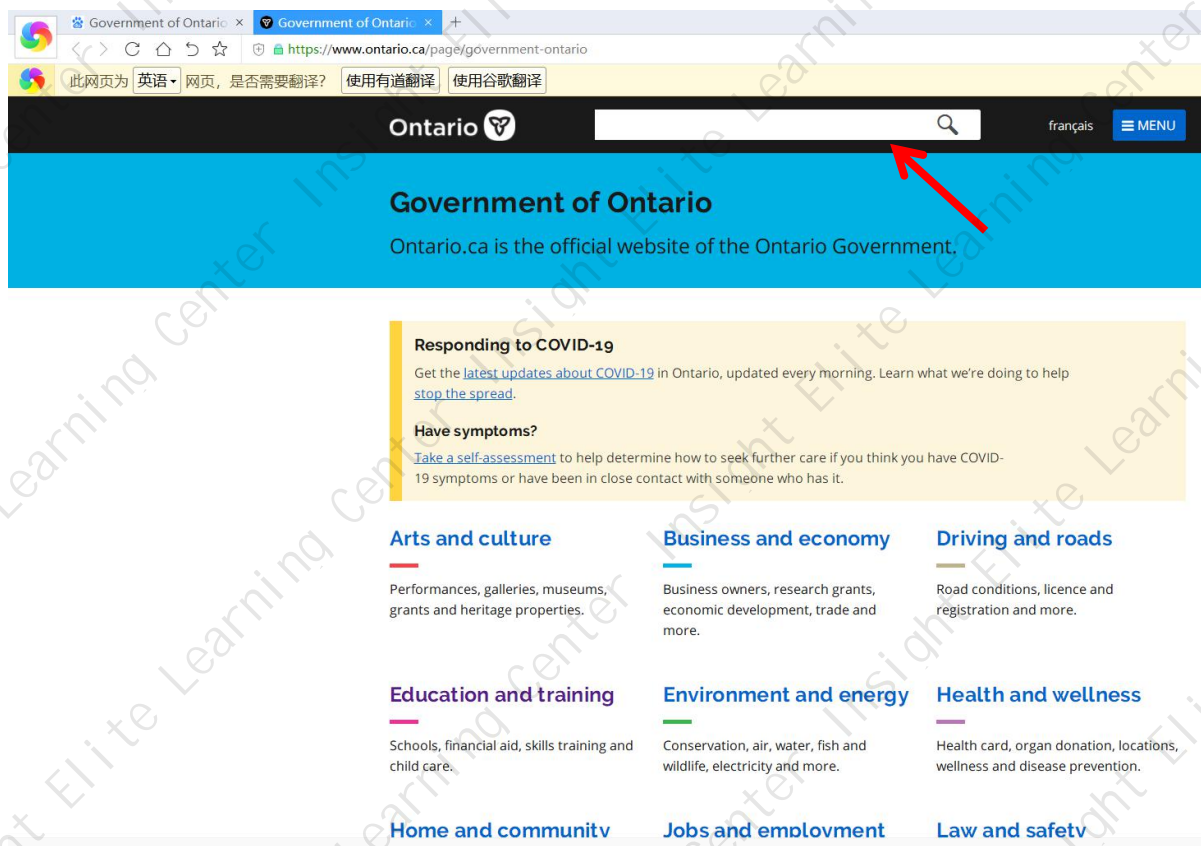 Government of Ontario × Government of Ontario × +
https://www.ontario.ca/page/government-ontario
此网页为 英语 网页，是否需要翻译? 使用有道翻译 使用谷歌翻译
Ontario français MENU
Government of Ontario
Ontario.ca is the official website of the Ontario Government.
Responding to COVID-19
Get the latest updates about COVID-19 in Ontario, updated every morning. Learn what we're doing to help
stop the spread.
Have symptoms?
Take a self-assessment to help determine how to seek further care if you think you have COVID-
19 symptoms or have been in close contact with someone who has it.
Arts and culture
Performances, galleries, museums,
grants and heritage properties.
Business and economy
Business owners, research grants,
economic development, trade and
more.
Driving and roads
Road conditions, licence and
registration and more.
Education and training
Schools, financial aid, skills training and
child care.
Environment and energy
Conservation, air, water, fish and
wildlife, electricity and more.
Health and wellness
Health card, organ donation, locations,
wellness and disease prevention.
Home and community
Jobs and employment
Law and safety
Insight Elite Learning Center